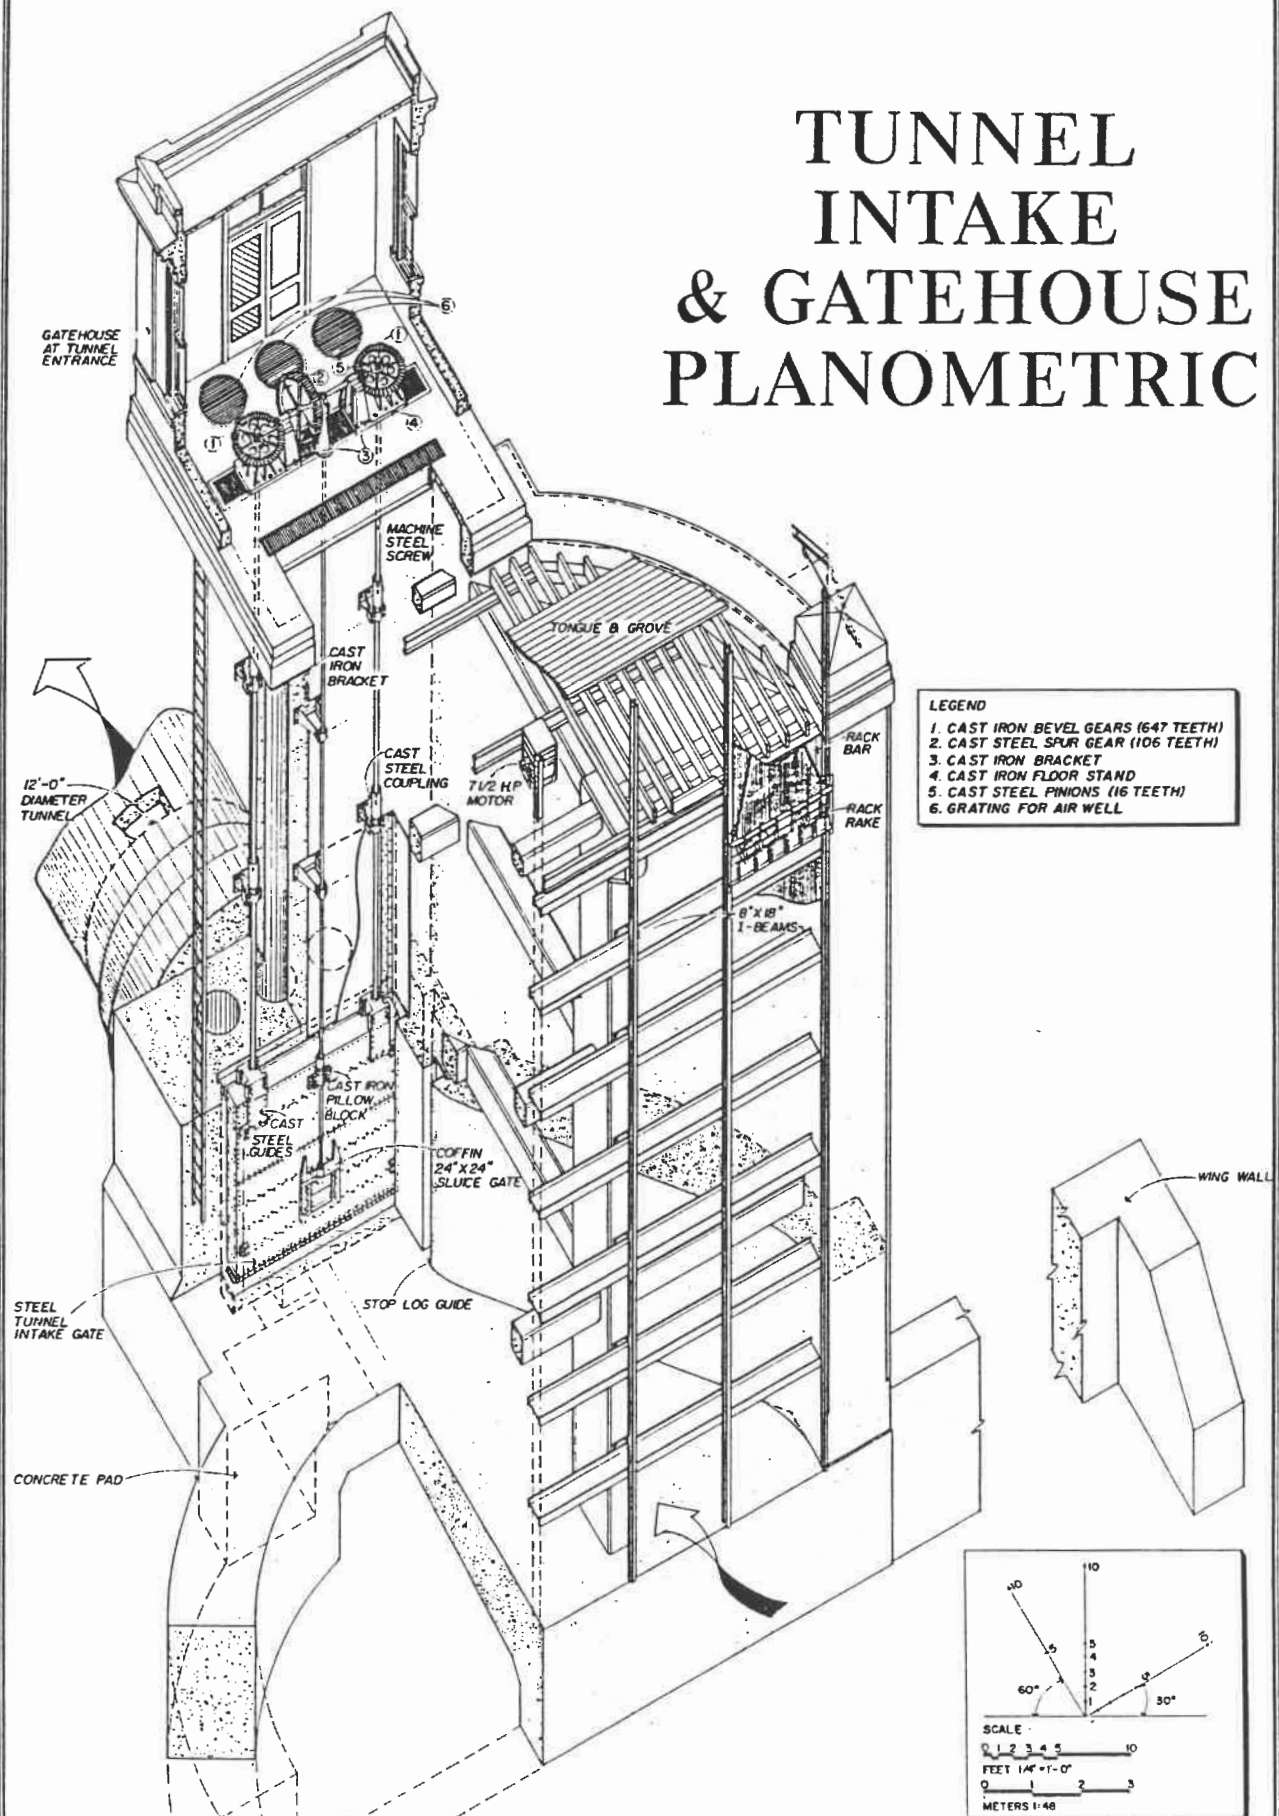 TUNNEL
INTAKE
& GATEHOUSE
PLANOMETRIC
GATEHOUSE
AT TUNNEL
ENTRANCE
6
1
5
2
1
4
3
MACHINE
STEEL
SCREW
TONGUE & GROVE
CAST
IRON
BRACKET
CAST
STEEL
COUPLING
7 1/2 H.P.
MOTOR
RACK
BAR
RACK
RAKE
12'-0"
DIAMETER
TUNNEL
LEGEND
1. CAST IRON BEVEL GEARS (647 TEETH)
2. CAST STEEL SPUR GEAR (106 TEETH)
3. CAST IRON BRACKET
4. CAST IRON FLOOR STAND
5. CAST STEEL PINIONS (16 TEETH)
6. GRATING FOR AIR WELL
8"X18"
I-BEAMS
CAST IRON
PILLOW
BLOCK
CAST
STEEL
GUIDES
COFFIN
24"X24"
SLUICE GATE
WING WALL
STOP LOG GUIDE
STEEL
TUNNEL
INTAKE GATE
CONCRETE PAD
10
10
10
5
5
5
4
3
2
1
60°
30°
SCALE
0 1 2 3 4 5 10
FEET 1/4"=1'-0"
0 1 2 3
METERS 1:48